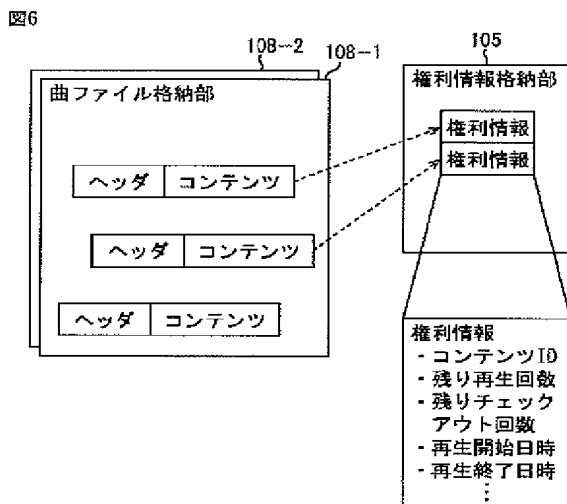 図6
108-2
108-1
105
曲ファイル格納部
ヘッダ コンテンツ
ヘッダ コンテンツ
ヘッダ コンテンツ
権利情報格納部
権利情報
権利情報
権利情報
- コンテンツID
- 残り再生回数
- 残りチェック
アウト回数
- 再生開始日時
- 再生終了日時
⋮